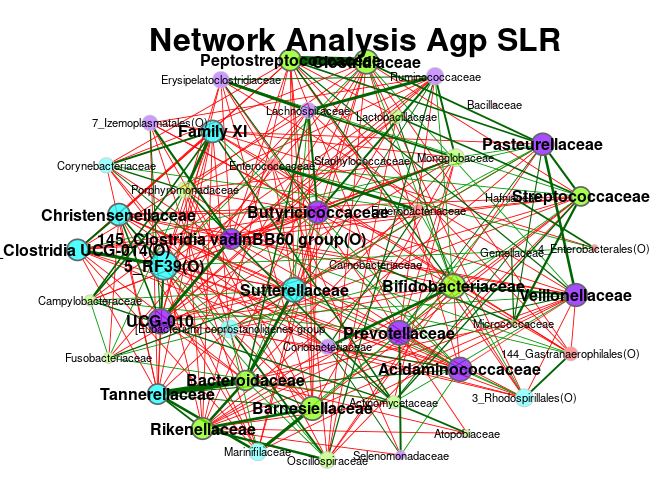 Network Analysis Agp SLR
Peptostreptococcaceae
Clostridiaceae
Erysipelatoclostridiaceae
Ruminococcaceae
Bacillaceae
Lachnospiraceae
Lactobacillaceae
7_Izemoplasmatales(O)
Family XI
Pasteurellaceae
Staphylococcaceae
Monoglobaceae
Corynebacteriaceae
Enterococcaceae
Porphyromonadaceae
Streptococcaceae
Hafniaceae
Christensenellaceae
Butyricicoccaceae
Enterobacteriaceae
145_Clostridia vadinBB60 group(O)
_Clostridia UCG-014(O)
4_Enterobacterales(O)
Gemellaceae
5_RF39(O)
Carnobacteriaceae
Sutterellaceae
Bifidobacteriaceae
Veillonellaceae
Campylobacteraceae
UCG-010
[Eubacterium] coprostanoligenes group
Micrococcaceae
Prevotellaceae
Coriobacteriaceae
Fusobacteriaceae
144_Gastranaerophilales(O)
Acidaminococcaceae
Bacteroidaceae
Tannerellaceae
3_Rhodospirillales(O)
Actinomycetaceae
Barnesiellaceae
Rikenellaceae
Atopobiaceae
Marinifilaceae
Selenomonadaceae
Oscillospiraceae